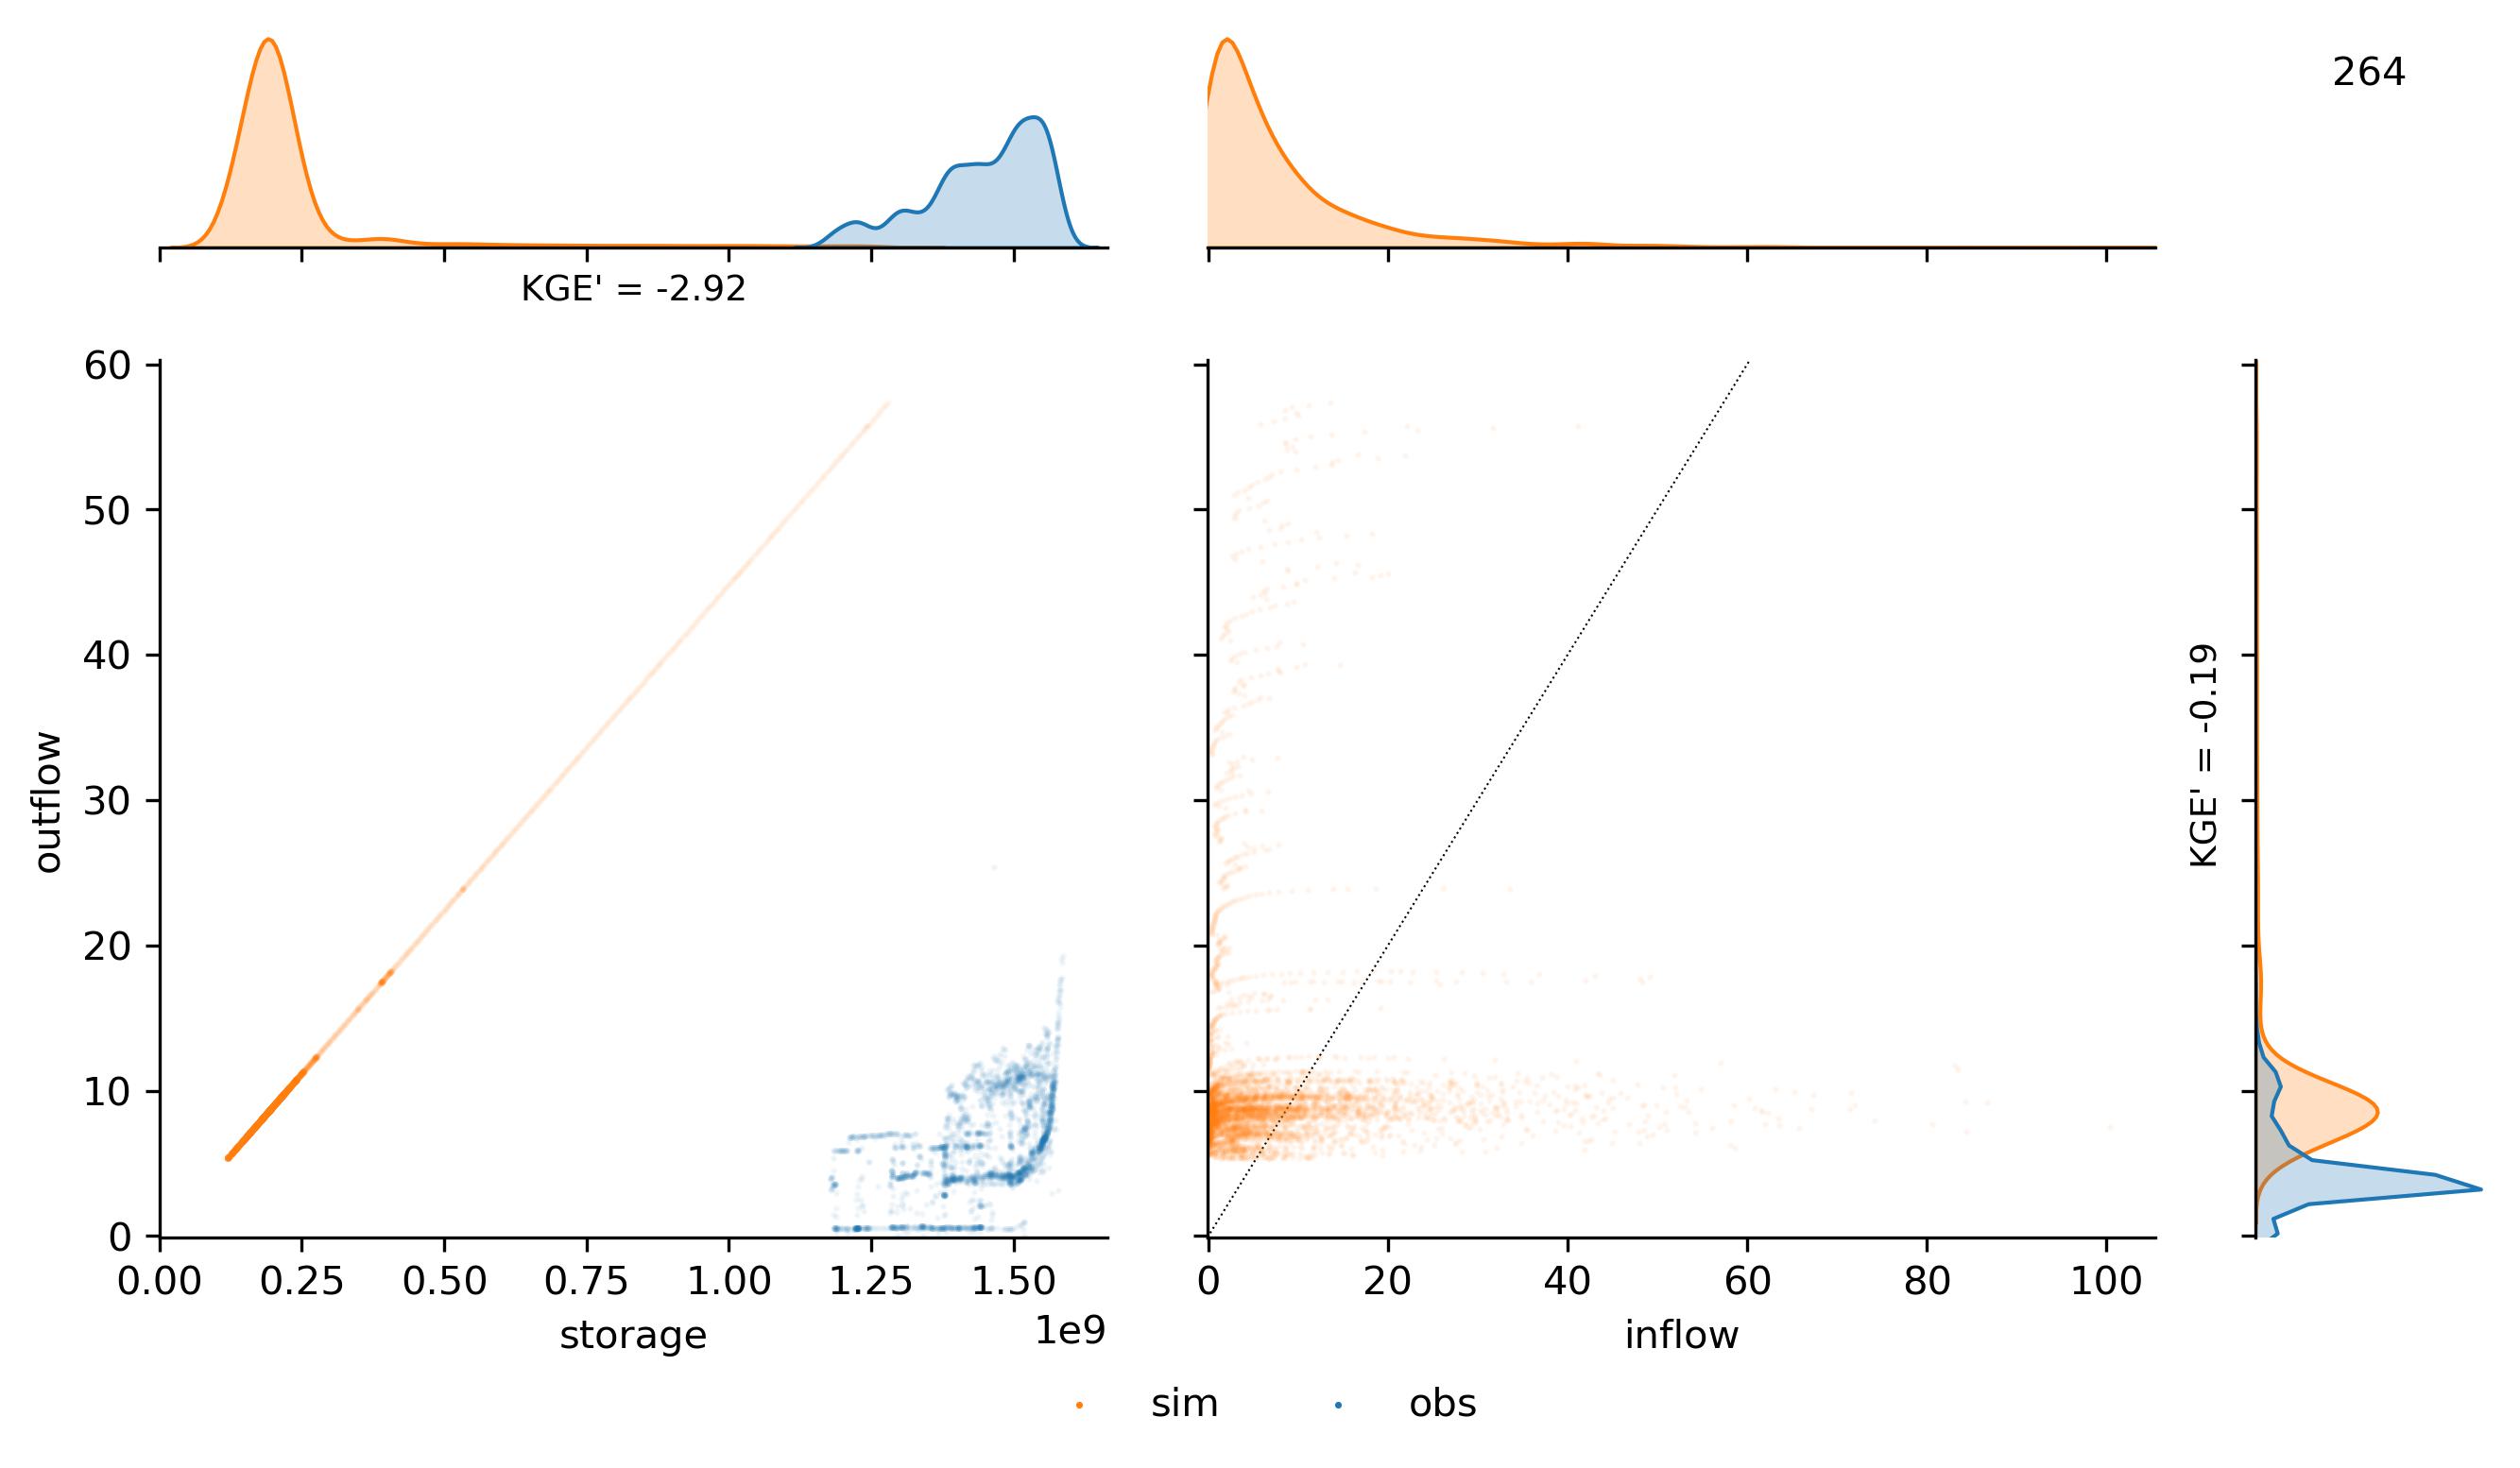 264
KGE' = -2.92
60
50
40
30
20
10
0
outflow
KGE' = -0.19
0.00 0.25 0.50 0.75 1.00 1.25 1.50
0 20 40 60 80 100
storage
1e9
inflow
sim obs